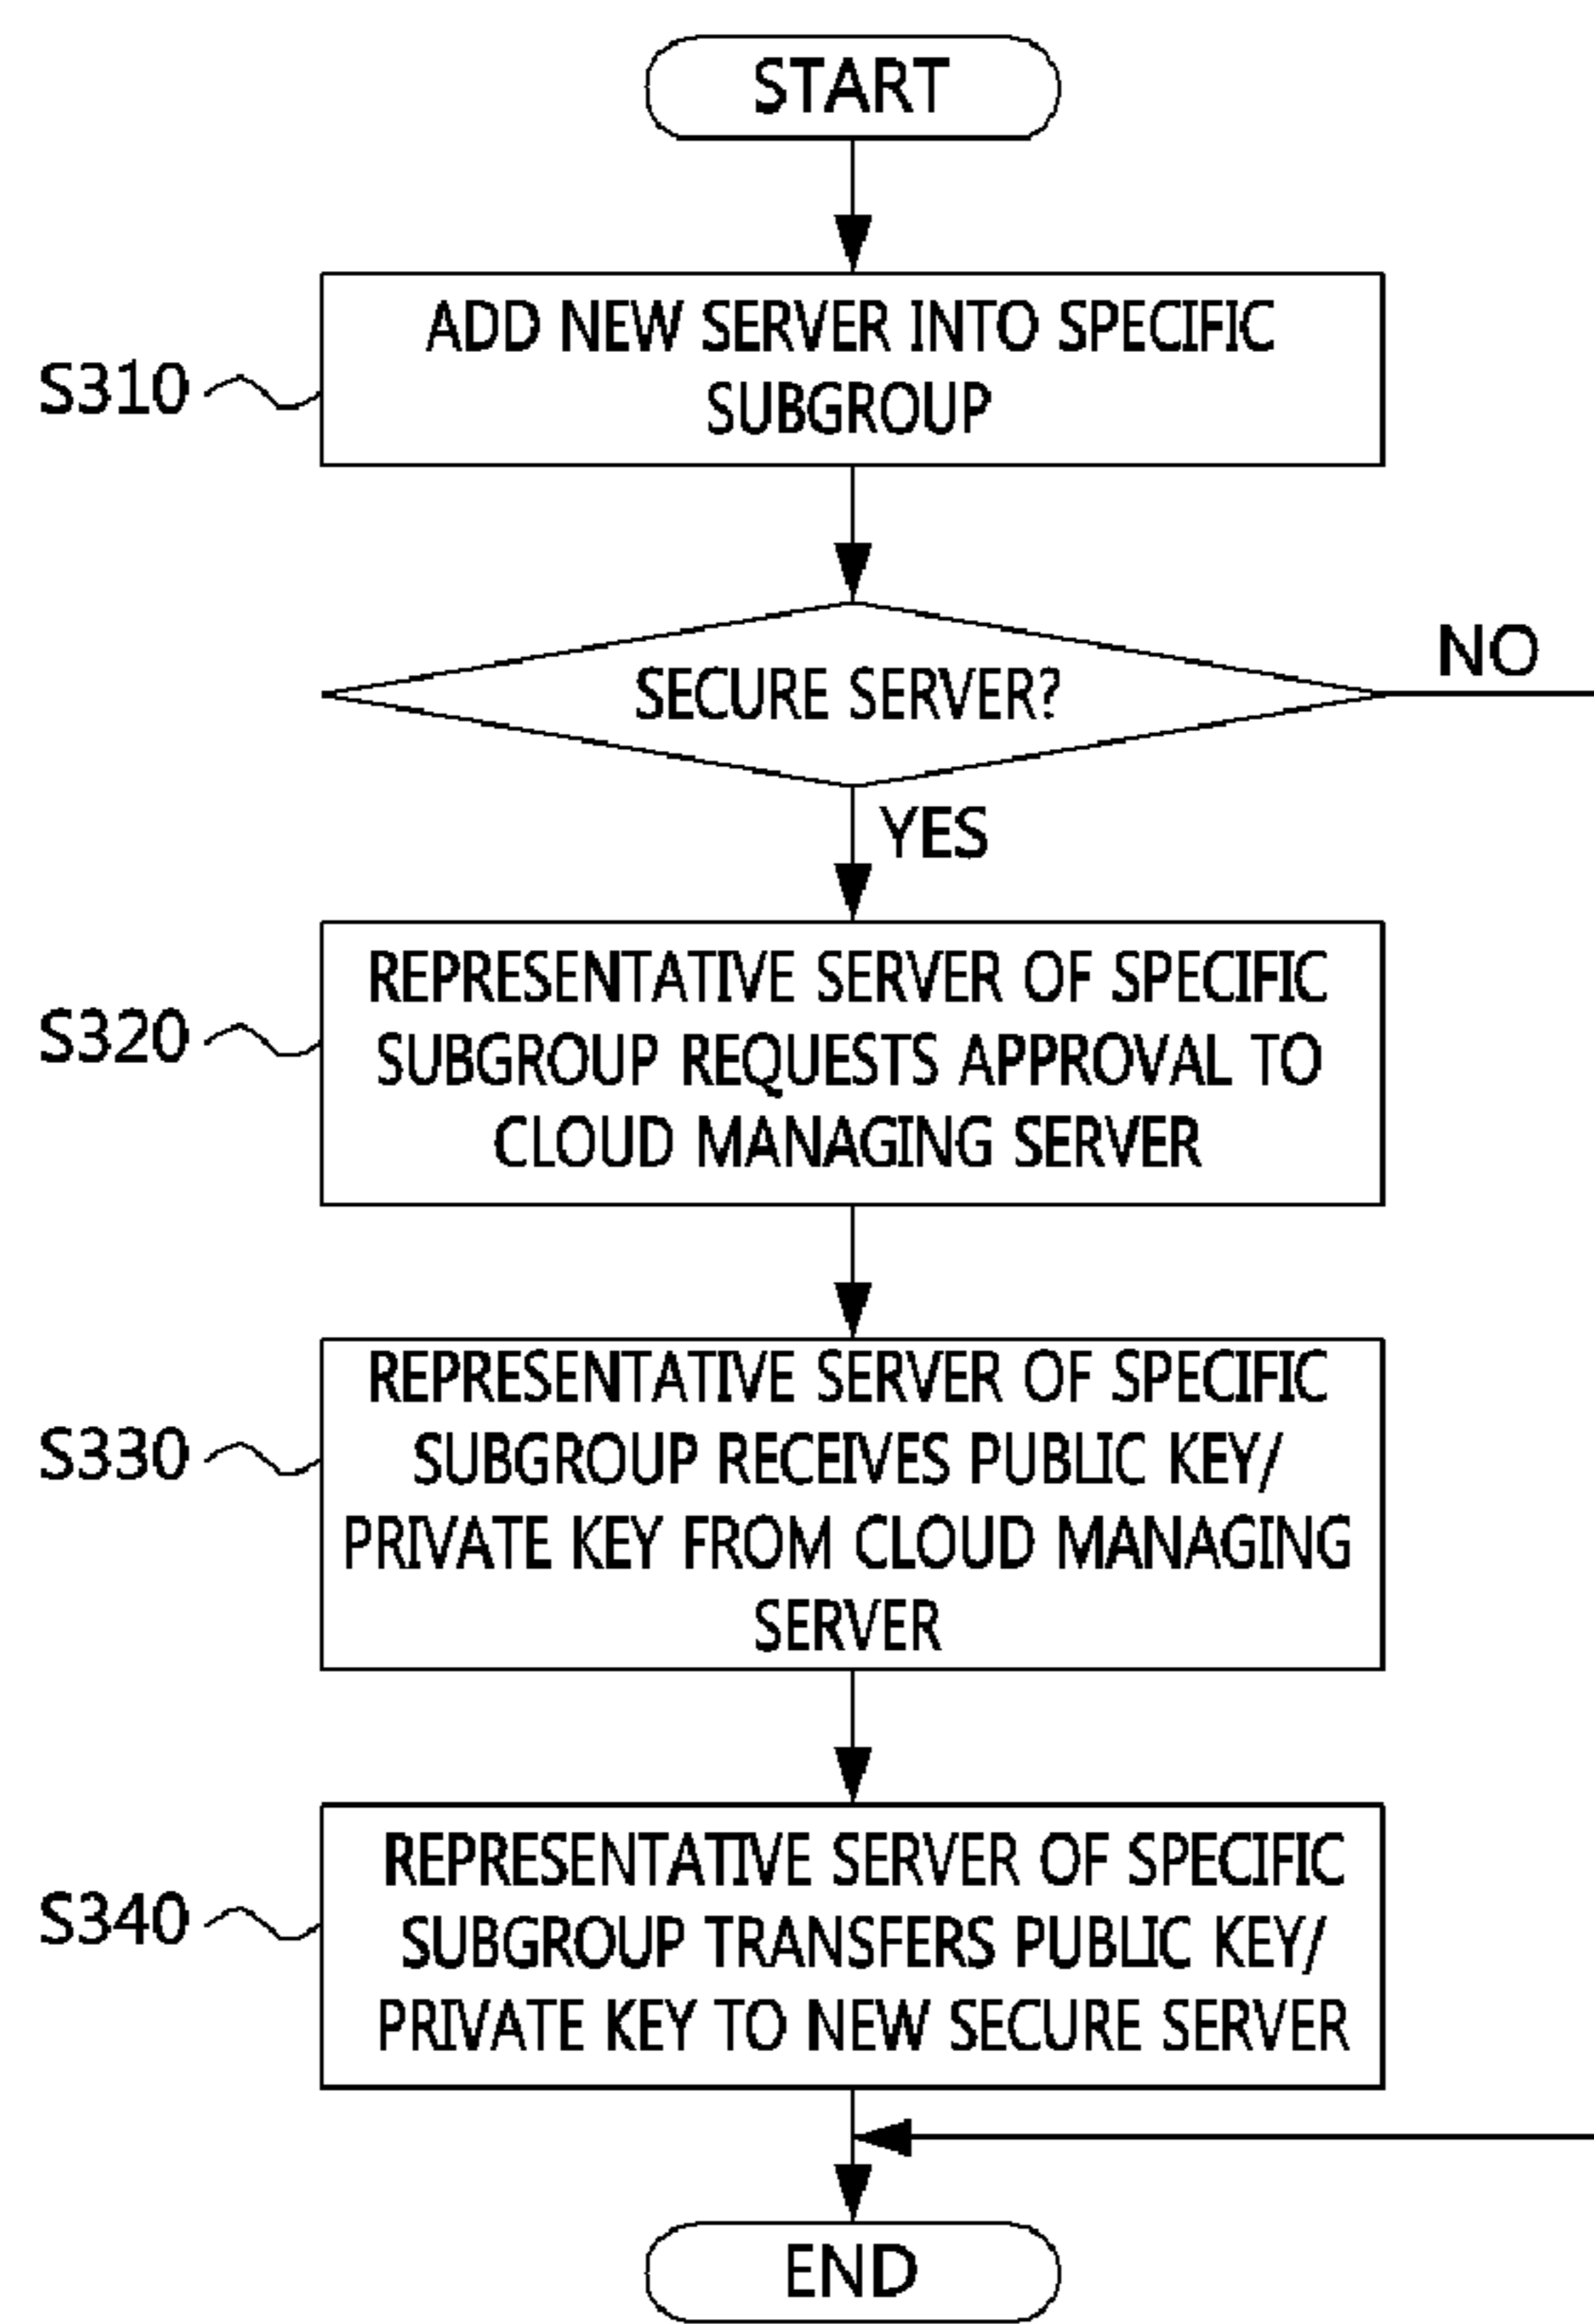 START
ADD NEW SERVER INTO SPECIFIC
SUBGROUP
S310
NO
SECURE SERVER?
YES
REPRESENTATIVE SERVER OF SPECIFIC
SUBGROUP REQUESTS APPROVAL TO
CLOUD MANAGING SERVER
S320
REPRESENTATIVE SERVER OF SPECIFIC
SUBGROUP RECEIVES PUBLIC KEY/
PRIVATE KEY FROM CLOUD MANAGING
SERVER
S330
REPRESENTATIVE SERVER OF SPECIFIC
SUBGROUP TRANSFERS PUBLIC KEY/
PRIVATE KEY TO NEW SECURE SERVER
S340
END